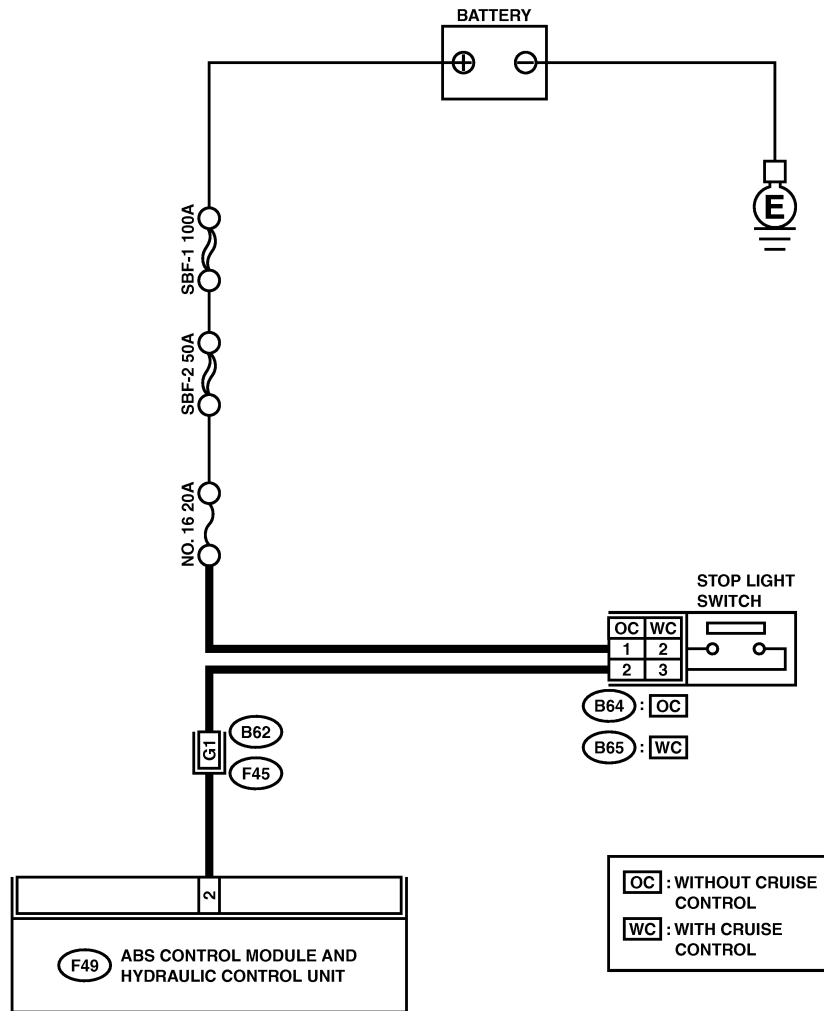 BATTERY
E
SBF-1 100A
SBF-2 50A
NO. 16 20A
STOP LIGHT
SWITCH
OC WC
1 2
2 3
B64 : OC
B65 : WC
B62
G1
F45
2
F49 ABS CONTROL MODULE AND
HYDRAULIC CONTROL UNIT
OC : WITHOUT CRUISE
CONTROL
WC : WITH CRUISE
CONTROL